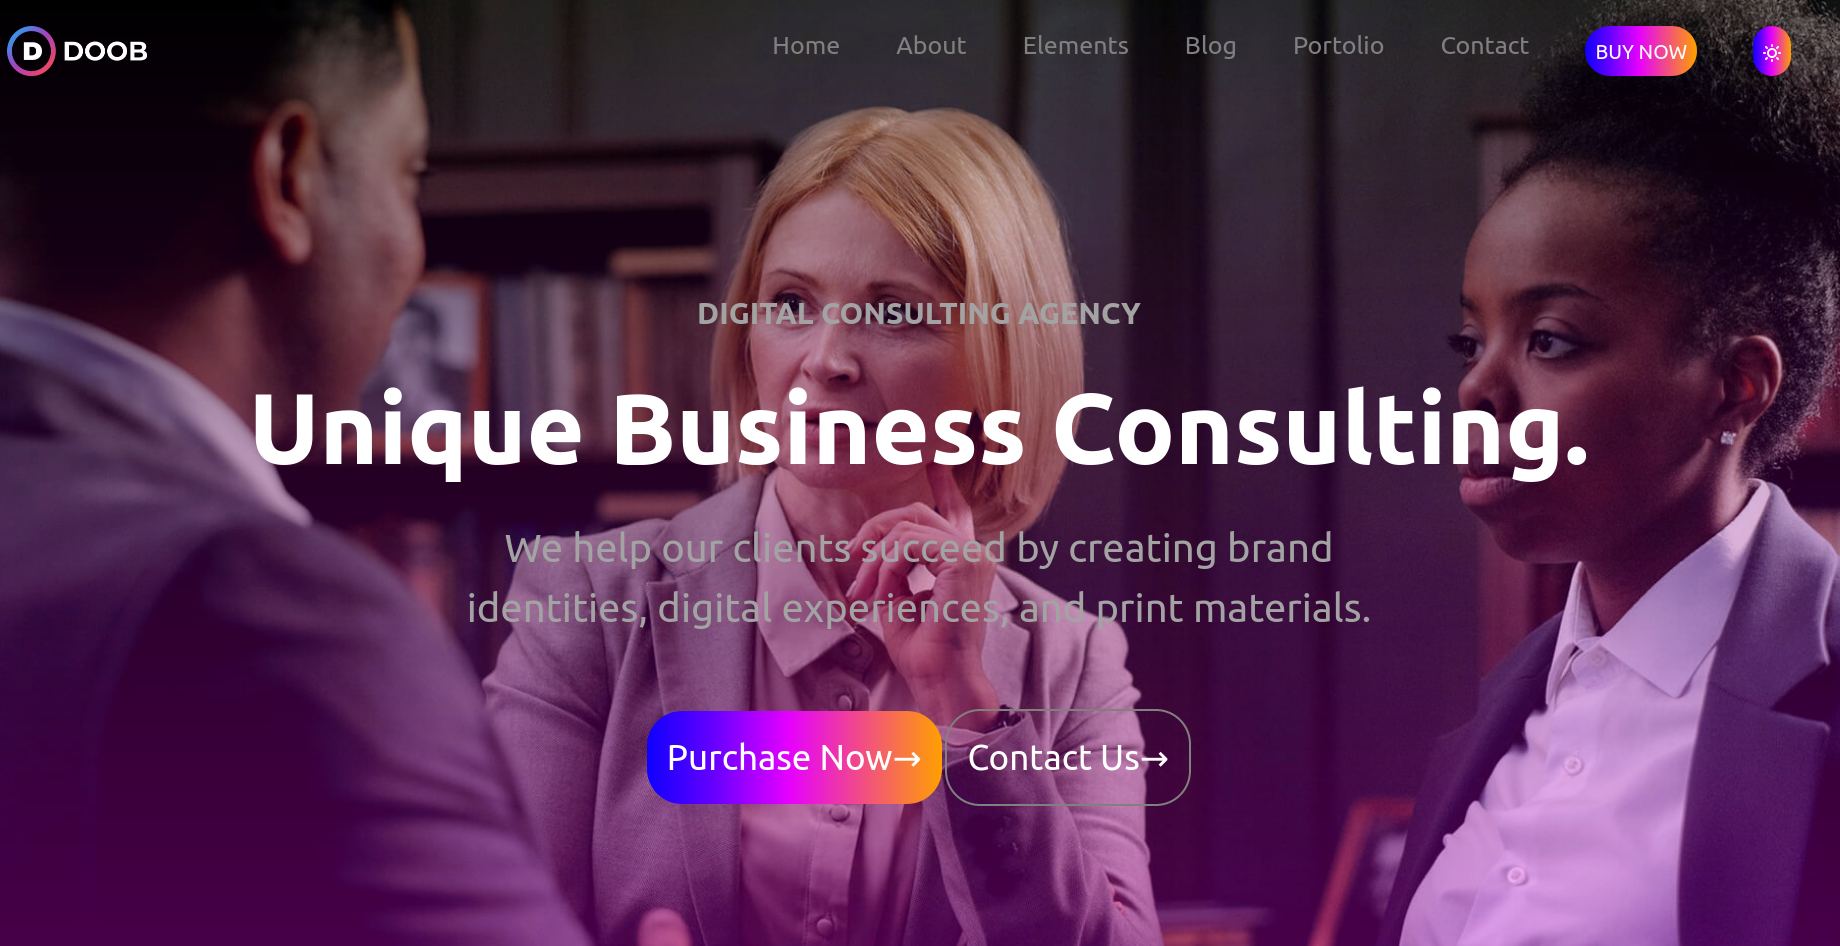 D DOOB
Home About Elements Blog Portolio Contact BUY NOW
DIGITAL CONSULTING AGENCY
Unique Business Consulting.
We help our clients succeed by creating brand
identities, digital experiences, and print materials.
Purchase Now→ Contact Us→